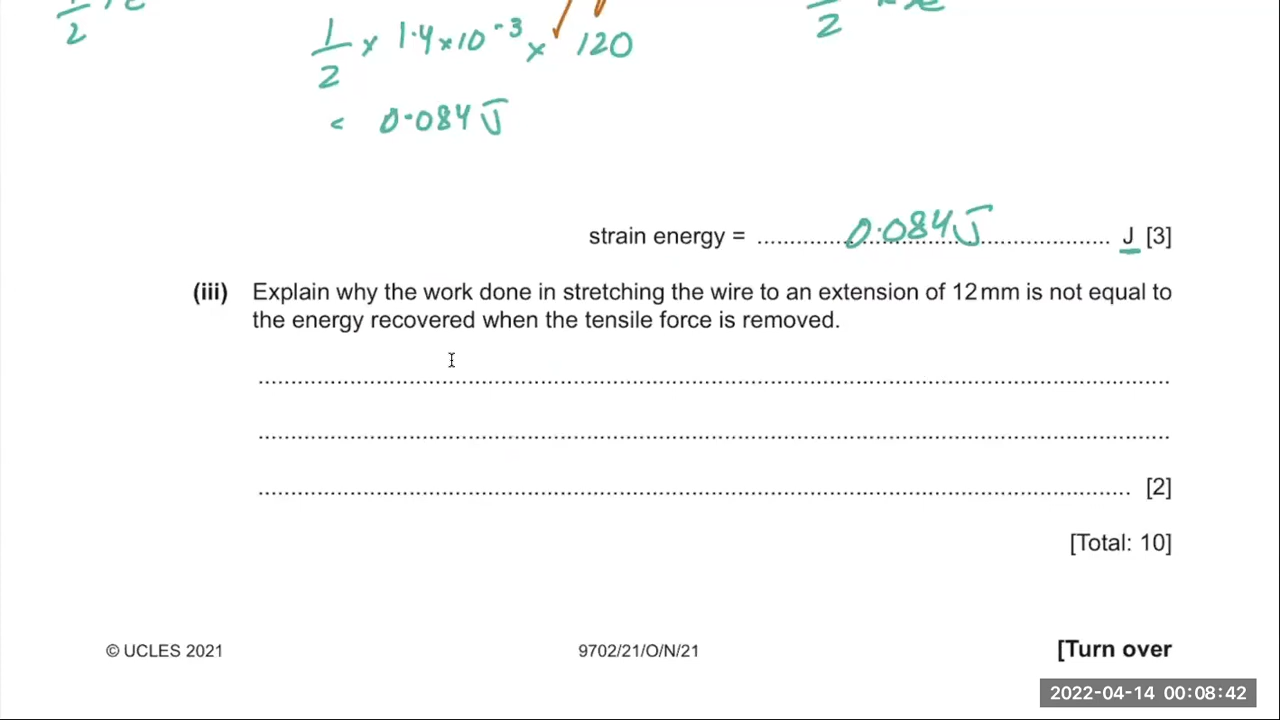 1/2 × 1.4×10⁻³ × 120
= 0.084 J
strain energy = 0.084 J J [3]
(iii) Explain why the work done in stretching the wire to an extension of 12 mm is not equal to
the energy recovered when the tensile force is removed.
[2]
[Total: 10]
© UCLES 2021 9702/21/O/N/21 [Turn over
2022-04-14 00:08:42